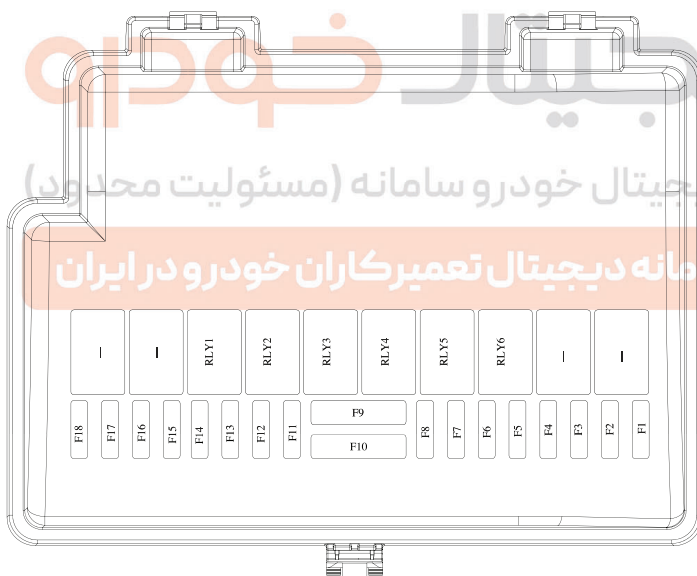 دیجیتال خودرو
دیجیتال خودرو سامانه (مسئولیت محدود)
سامانه دیجیتال تعمیرکاران خودرو در ایران
— — RLY1 RLY2 RLY3 RLY4 RLY5 RLY6 — —
F18 F17 F16 F15 F14 F13 F12 F11 F9 F8 F7 F6 F5 F4 F3 F2 F1
F10